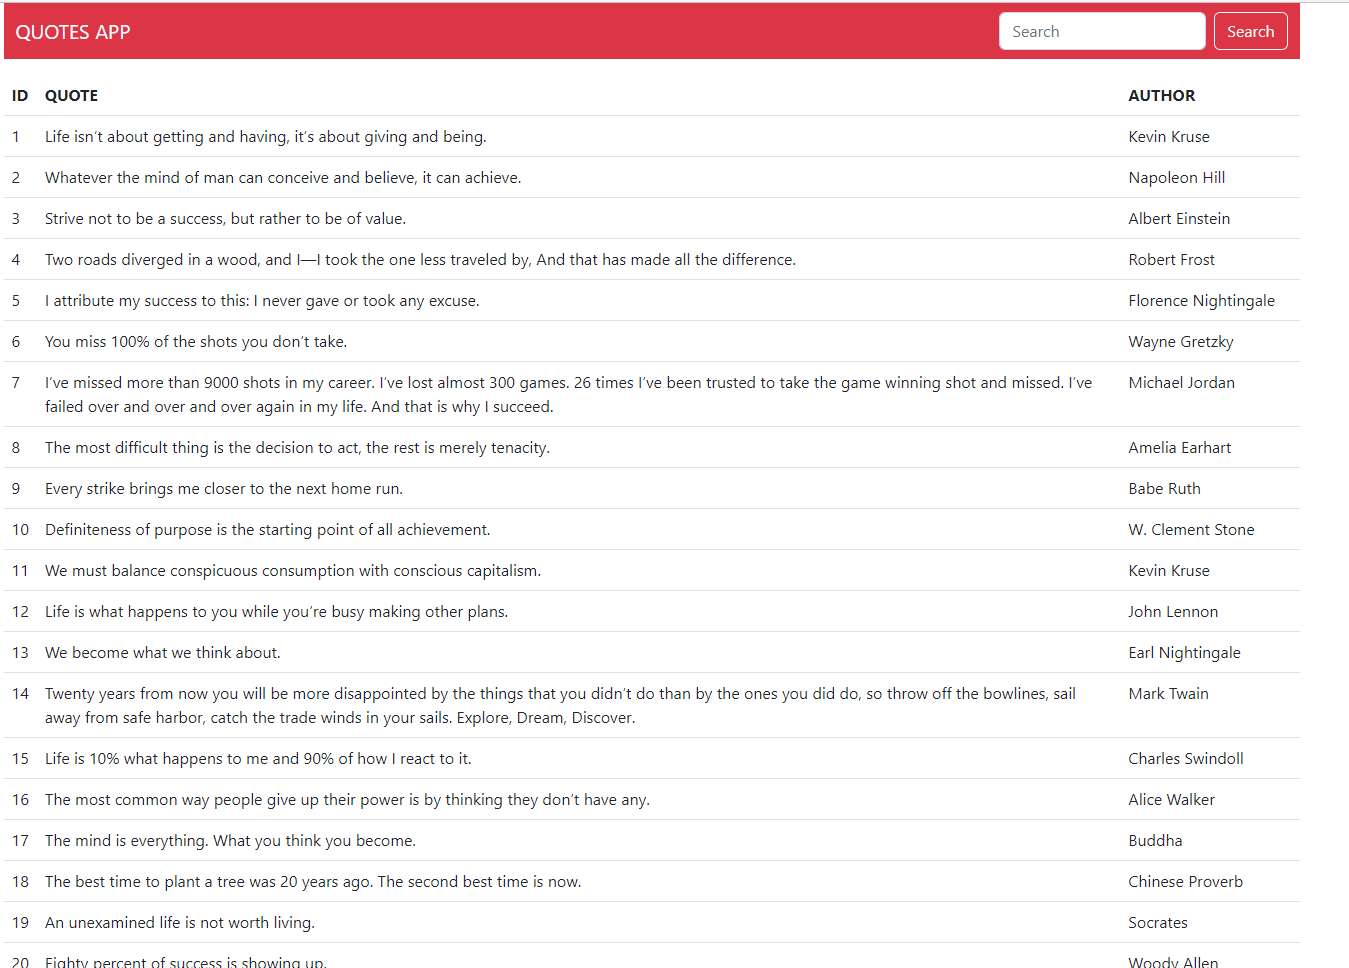 QUOTES APP Search Search
ID QUOTE AUTHOR
1 Life isn’t about getting and having, it’s about giving and being. Kevin Kruse
2 Whatever the mind of man can conceive and believe, it can achieve. Napoleon Hill
3 Strive not to be a success, but rather to be of value. Albert Einstein
4 Two roads diverged in a wood, and I—I took the one less traveled by, And that has made all the difference. Robert Frost
5 I attribute my success to this: I never gave or took any excuse. Florence Nightingale
6 You miss 100% of the shots you don’t take. Wayne Gretzky
7 I’ve missed more than 9000 shots in my career. I’ve lost almost 300 games. 26 times I’ve been trusted to take the game winning shot and missed. I’ve Michael Jordan
failed over and over and over again in my life. And that is why I succeed.
8 The most difficult thing is the decision to act, the rest is merely tenacity. Amelia Earhart
9 Every strike brings me closer to the next home run. Babe Ruth
10 Definiteness of purpose is the starting point of all achievement. W. Clement Stone
11 We must balance conspicuous consumption with conscious capitalism. Kevin Kruse
12 Life is what happens to you while you’re busy making other plans. John Lennon
13 We become what we think about. Earl Nightingale
14 Twenty years from now you will be more disappointed by the things that you didn’t do than by the ones you did do, so throw off the bowlines, sail Mark Twain
away from safe harbor, catch the trade winds in your sails. Explore, Dream, Discover.
15 Life is 10% what happens to me and 90% of how I react to it. Charles Swindoll
16 The most common way people give up their power is by thinking they don’t have any. Alice Walker
17 The mind is everything. What you think you become. Buddha
18 The best time to plant a tree was 20 years ago. The second best time is now. Chinese Proverb
19 An unexamined life is not worth living. Socrates
20 Eighty percent of success is showing up. Woody Allen